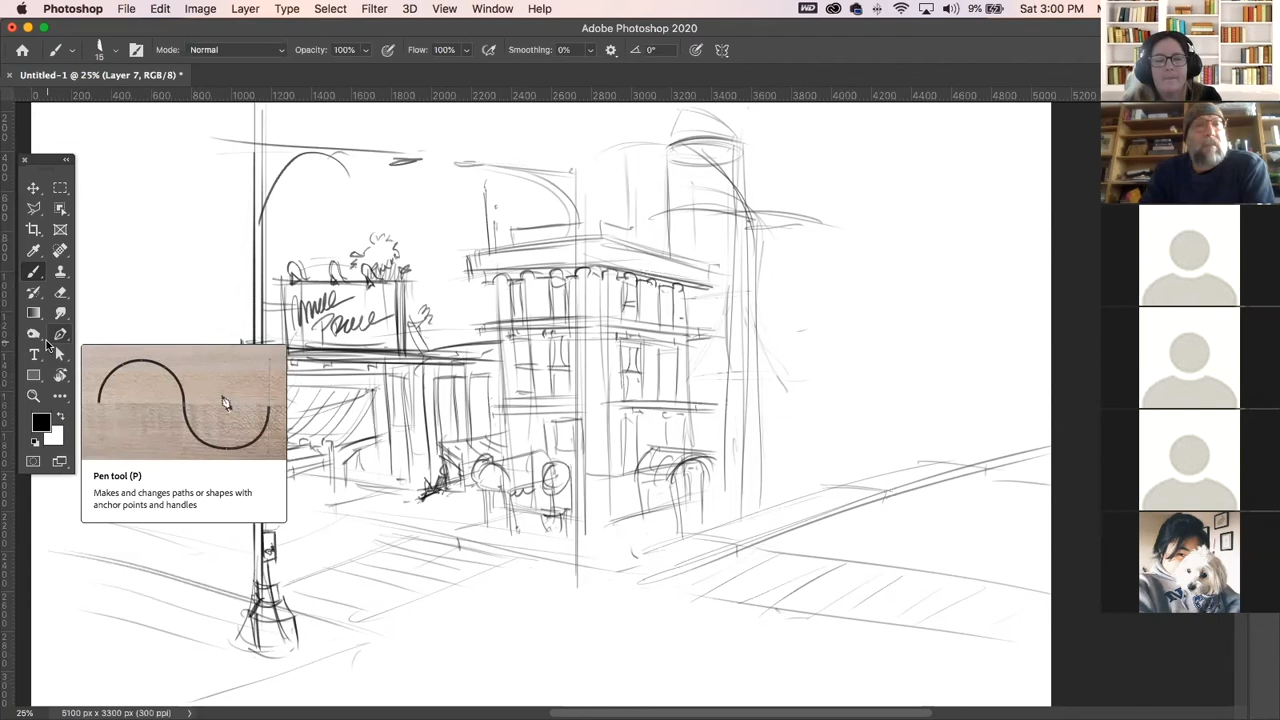 Photoshop File Edit Image Layer Type Select Filter 3D View Window Help 9% Sat 3:00 PM
Adobe Photoshop 2020
15 Mode: Normal Opacity: 100% Flow: 100% Smoothing: 0% 0°
Untitled-1 @ 25% (Layer 7, RGB/8) *
0 200 400 600 800 1000 1200 1400 1600 1800 2000 2200 2400 2600 2800 3000 3200 3400 3600 3800 4000 4200 4400 4600 4800 5000 5200
Pen tool (P)
Makes and changes paths or shapes with
anchor points and handles
25% 5100 px x 3300 px (300 ppi)